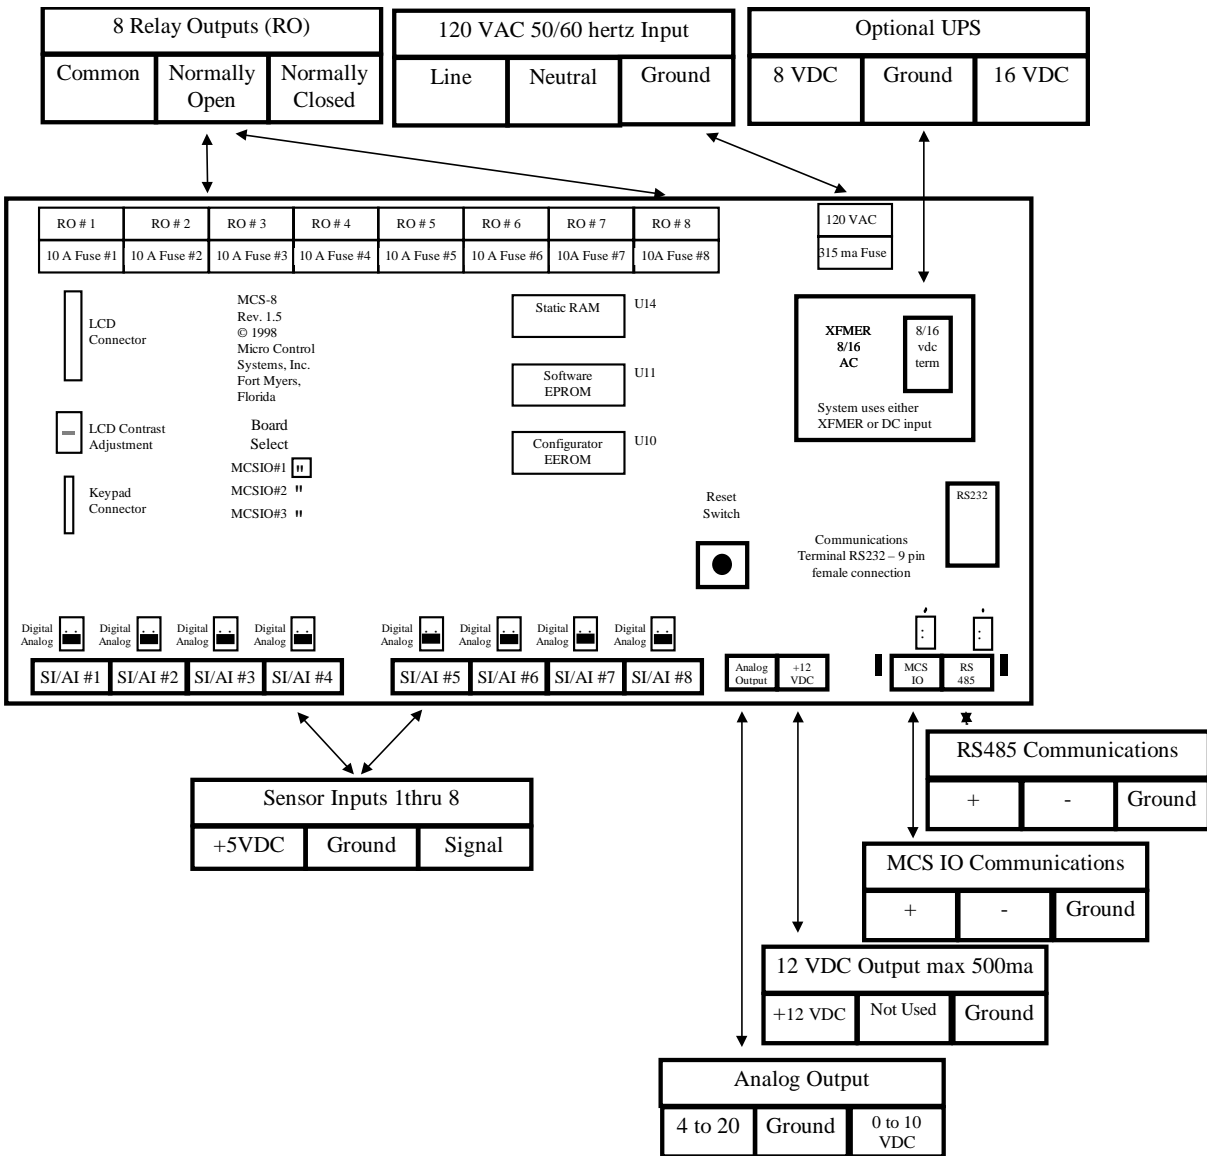 8 Relay Outputs (RO)
Common
Normally
Open
Normally
Closed
120 VAC 50/60 hertz Input
Line
Neutral
Ground
Optional UPS
8 VDC
Ground
16 VDC
RO # 1
RO # 2
RO # 3
RO # 4
RO # 5
RO # 6
RO # 7
RO # 8
10 A Fuse #1
10 A Fuse #2
10 A Fuse #3
10 A Fuse #4
10 A Fuse #5
10 A Fuse #6
10A Fuse #7
10A Fuse #8
120 VAC
315 ma Fuse
LCD
Connector
MCS-8
Rev. 1.5
© 1998
Micro Control
Systems, Inc.
Fort Myers,
Florida
Static RAM
U14
Software
EPROM
U11
Configurator
EEROM
U10
XFMER
8/16
AC
8/16
vdc
term
System uses either
XFMER or DC input
LCD Contrast
Adjustment
Board
Select
MCSIO#1 "
MCSIO#2 "
MCSIO#3 "
Keypad
Connector
Reset
Switch
RS232
Communications
Terminal RS232 – 9 pin
female connection
Digital
Analog
Digital
Analog
Digital
Analog
Digital
Analog
Digital
Analog
Digital
Analog
Digital
Analog
Digital
Analog
SI/AI #1
SI/AI #2
SI/AI #3
SI/AI #4
SI/AI #5
SI/AI #6
SI/AI #7
SI/AI #8
Analog
Output
+12
VDC
MCS
IO
RS
485
Sensor Inputs 1thru 8
+5VDC
Ground
Signal
RS485 Communications
+
-
Ground
MCS IO Communications
+
-
Ground
12 VDC Output max 500ma
+12 VDC
Not Used
Ground
Analog Output
4 to 20
Ground
0 to 10
VDC